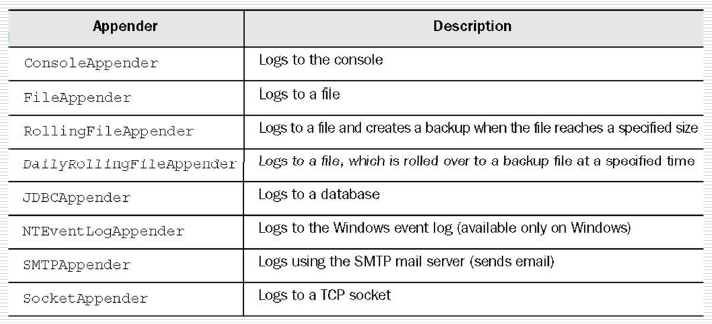 Appender Description
ConsoleAppender Logs to the console
FileAppender Logs to a file
RollingFileAppender Logs to a file and creates a backup when the file reaches a specified size
DailyRollingFileAppender Logs to a file, which is rolled over to a backup file at a specified time
JDBCAppender Logs to a database
NTEventLogAppender Logs to the Windows event log (available only on Windows)
SMTPAppender Logs using the SMTP mail server (sends email)
SocketAppender Logs to a TCP socket